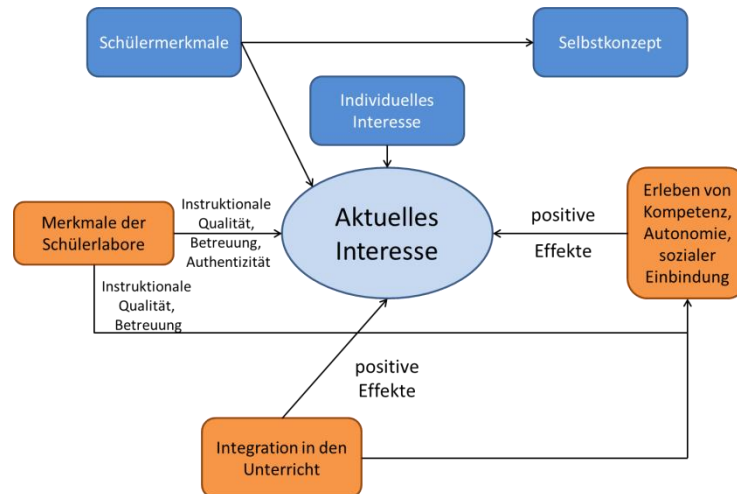 Schülermerkmale
Selbstkonzept
Individuelles
Interesse
Merkmale der
Schülerlabore
Instruktionale
Qualität,
Betreuung,
Authentizität
Aktuelles
Interesse
positive
Effekte
Erleben von
Kompetenz,
Autonomie,
sozialer
Einbindung
Instruktionale
Qualität,
Betreuung
positive
Effekte
Integration in den
Unterricht